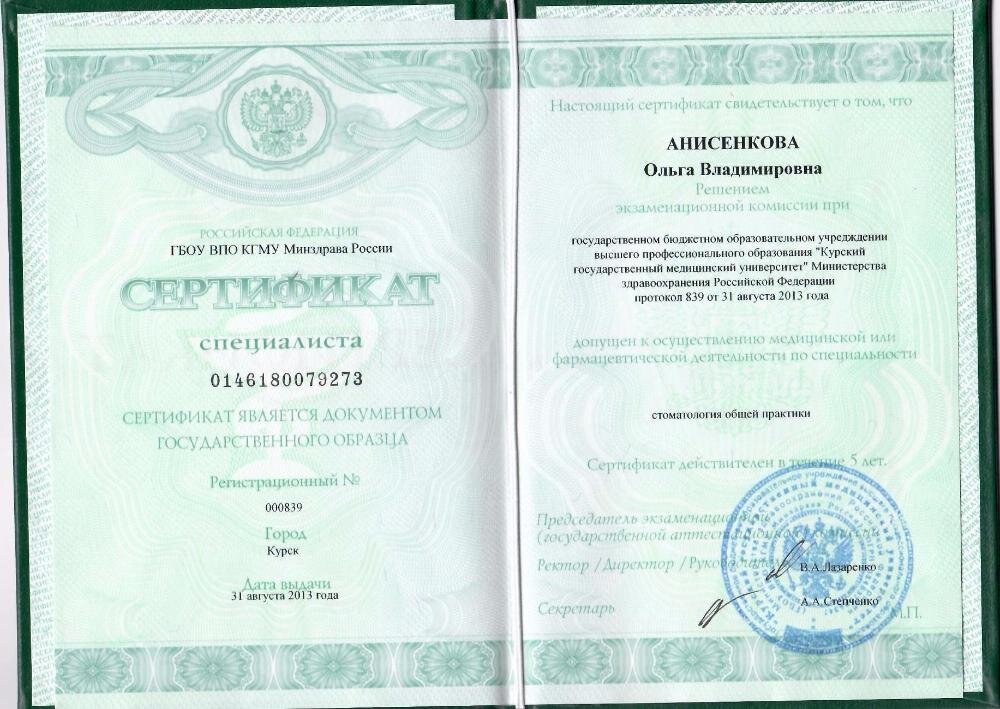 РОССИЙСКАЯ ФЕДЕРАЦИЯ
ГБОУ ВПО КГМУ Минздрава России
СЕРТИФИКАТ
специалиста
0146180079273
СЕРТИФИКАТ ЯВЛЯЕТСЯ ДОКУМЕНТОМ
ГОСУДАРСТВЕННОГО ОБРАЗЦА
Регистрационный №
000839
Город
Курск
Дата выдачи
31 августа 2013 года
Настоящий сертификат свидетельствует о том, что
АНИСЕНКОВА
Ольга Владимировна
Решением
экзаменационной комиссии при
государственном бюджетном образовательном учреждении
высшего профессионального образования "Курский
государственный медицинский университет" Министерства
здравоохранения Российской Федерации
протокол 839 от 31 августа 2013 года
допущен к осуществлению медицинской или
фармацевтической деятельности по специальности
стоматология общей практики
Сертификат действителен в течение 5 лет.
Председатель экзаменационной
(государственной аттестационной) комиссии
Ректор / Директор / Руководитель
В.А.Лазаренко
Секретарь
А.А.Степченко
М.П.